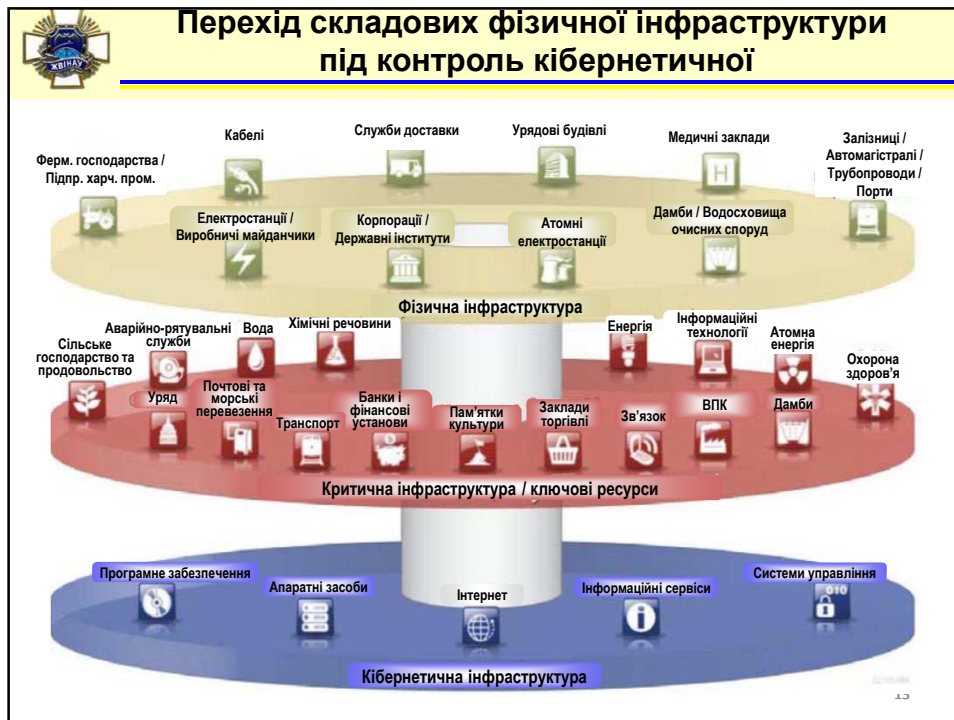 Перехід складових фізичної інфраструктури
під контроль кібернетичної
ЖВІНАУ
Кабелі
Служби доставки
Урядові будівлі
Медичні заклади
Залізниці /
Автомагістралі /
Трубопроводи /
Порти
Ферм. господарства /
Підпр. харч. пром.
Електростанції /
Виробничі майданчики
Корпорації /
Державні інститути
Атомні
електростанції
Дамби / Водосховища
очисних споруд
H
Фізична інфраструктура
Сільське
господарство та
продовольство
Аварійно-рятувальні
служби
Вода
Хімічні речовини
Енергія
Інформаційні
технології
Атомна
енергія
Охорона
здоров'я
Уряд
Почтові та
морські
перевезення
Транспорт
Банки і
фінансові
установи
Пам'ятки
культури
Заклади
торгівлі
Зв'язок
ВПК
Дамби
Критична інфраструктура / ключові ресурси
Програмне забезпечення
Апаратні засоби
Інтернет
Інформаційні сервіси
Системи управління
010
Кібернетична інфраструктура